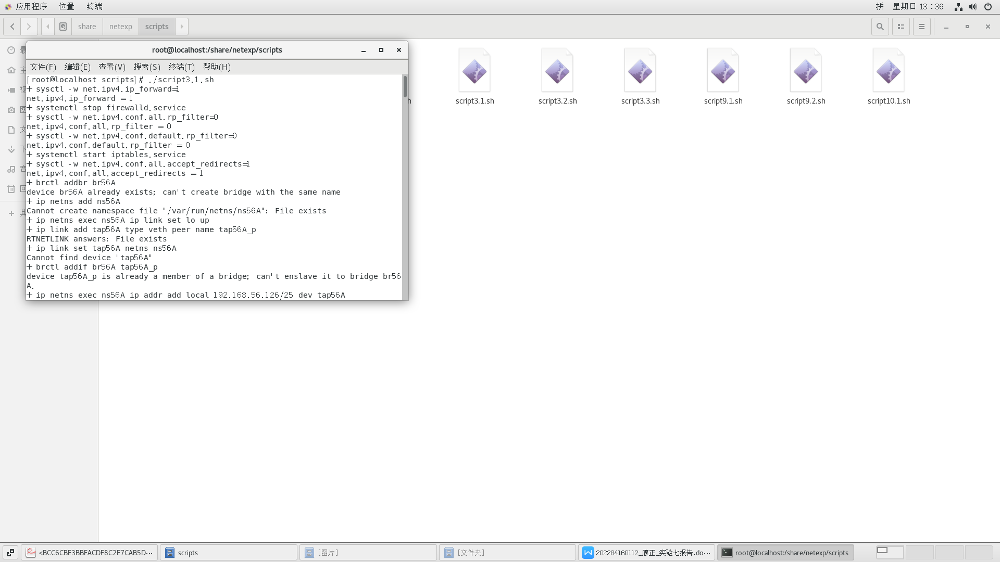 应用程序 位置 终端 拼 星期日 13：36
share netexp scripts
root@localhost:/share/netexp/scripts
文件(F) 编辑(E) 查看(V) 搜索(S) 终端(T) 帮助(H)
[root@localhost scripts]# ./script3.1.sh
+ sysctl -w net.ipv4.ip_forward=1
net.ipv4.ip_forward = 1
+ systemctl stop firewalld.service
+ sysctl -w net.ipv4.conf.all.rp_filter=0
net.ipv4.conf.all.rp_filter = 0
+ sysctl -w net.ipv4.conf.default.rp_filter=0
net.ipv4.conf.default.rp_filter = 0
+ systemctl start iptables.service
+ sysctl -w net.ipv4.conf.all.accept_redirects=1
net.ipv4.conf.all.accept_redirects = 1
+ brctl addbr br56A
device br56A already exists; can't create bridge with the same name
+ ip netns add ns56A
Cannot create namespace file "/var/run/netns/ns56A": File exists
+ ip netns exec ns56A ip link set lo up
+ ip link add tap56A type veth peer name tap56A_p
RTNETLINK answers: File exists
+ ip link set tap56A netns ns56A
Cannot find device "tap56A"
+ brctl addif br56A tap56A_p
device tap56A_p is already a member of a bridge; can't enslave it to bridge br56
A.
+ ip netns exec ns56A ip addr add local 192.168.56.126/25 dev tap56A
script3.1.sh script3.2.sh script3.3.sh script9.1.sh script9.2.sh script10.1.sh
<BCC6CBE3BBFACDF8C2E7CAB5D··· scripts [图片] [文件夹] 202284160112_廖正_实验七报告.do··· root@localhost:/share/netexp/scripts